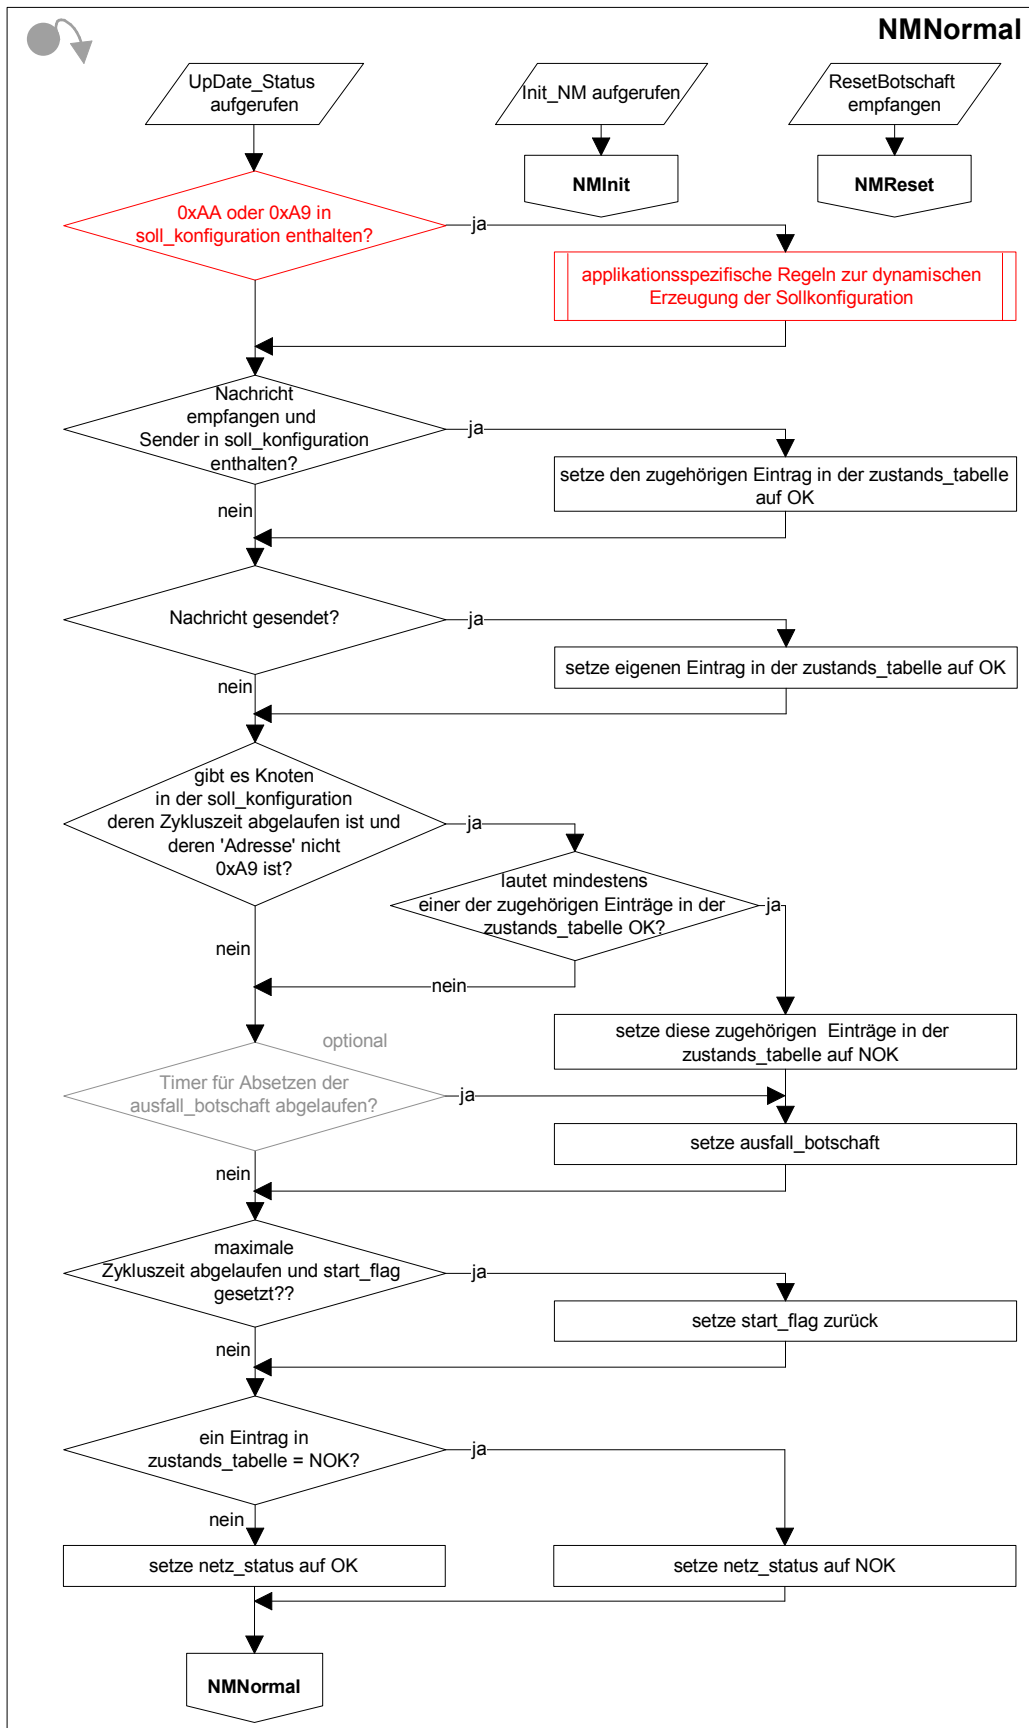 NMNormal
UpDate_Status
aufgerufen
Init_NM aufgerufen
ResetBotschaft
empfangen
NMInit
NMReset
0xAA oder 0xA9 in
soll_konfiguration enthalten?
ja
applikationsspezifische Regeln zur dynamischen
Erzeugung der Sollkonfiguration
Nachricht
empfangen und
Sender in soll_konfiguration
enthalten?
ja
setze den zugehörigen Eintrag in der zustands_tabelle
auf OK
nein
Nachricht gesendet?
ja
setze eigenen Eintrag in der zustands_tabelle auf OK
nein
gibt es Knoten
in der soll_konfiguration
deren Zykluszeit abgelaufen ist und
deren 'Adresse' nicht
0xA9 ist?
ja
lautet mindestens
einer der zugehörigen Einträge in der
zustands_tabelle OK?
ja
nein
nein
setze diese zugehörigen Einträge in der
zustands_tabelle auf NOK
optional
Timer für Absetzen der
ausfall_botschaft abgelaufen?
ja
setze ausfall_botschaft
nein
maximale
Zykluszeit abgelaufen und start_flag
gesetzt??
ja
setze start_flag zurück
nein
ein Eintrag in
zustands_tabelle = NOK?
ja
nein
setze netz_status auf OK
setze netz_status auf NOK
NMNormal